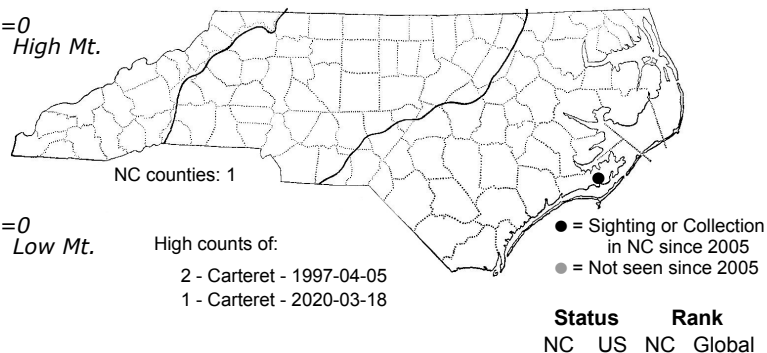 =0
High Mt.
NC counties: 1
=0
Low Mt.
High counts of:
2 - Carteret - 1997-04-05
1 - Carteret - 2020-03-18
● = Sighting or Collection
in NC since 2005
● = Not seen since 2005
Status Rank
NC US NC Global